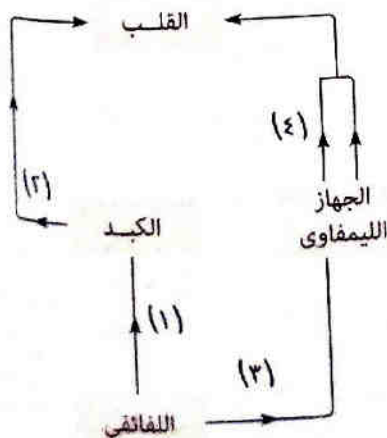 القلب
(٤)
(٢)
الجهاز
الليمفاوى
الكبد
(١)
(٣)
اللفائفى